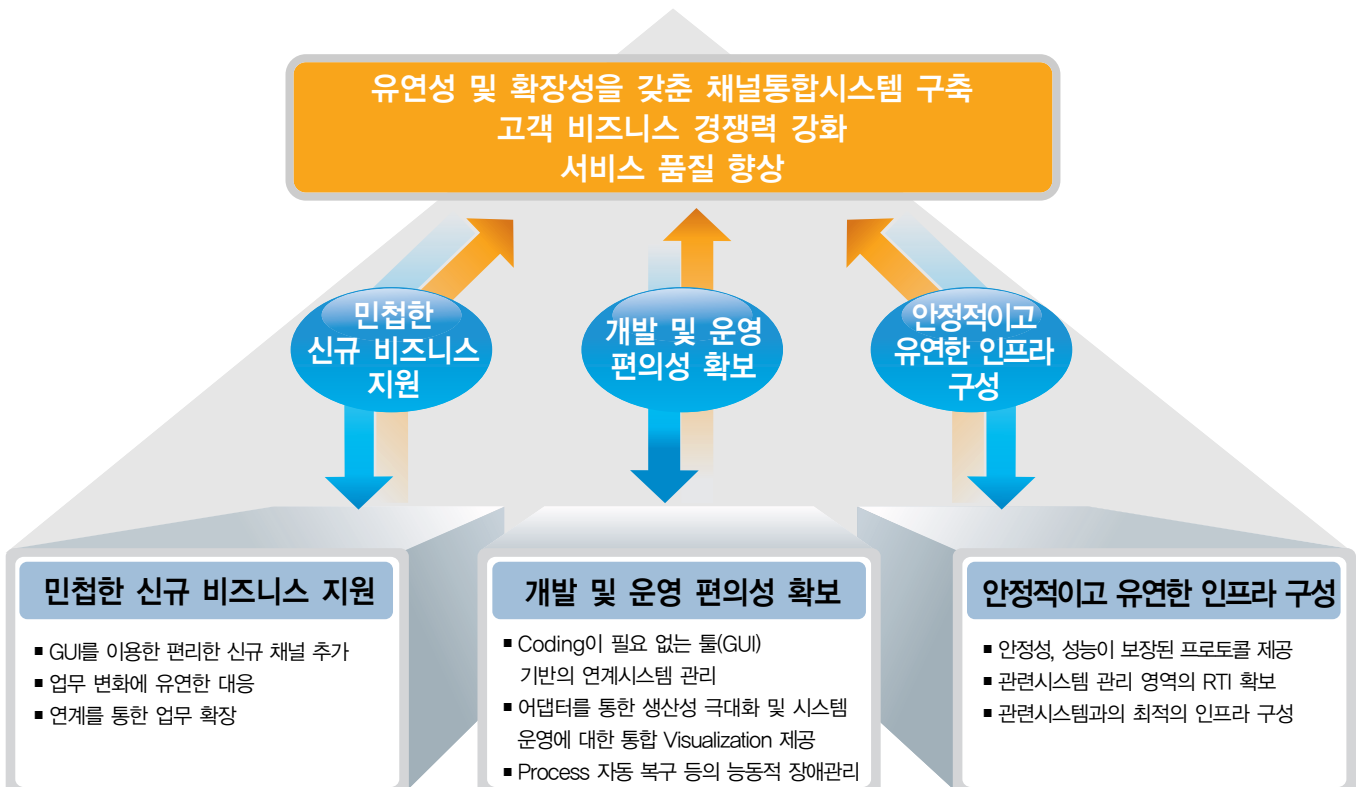 유연성 및 확장성을 갖춘 채널통합시스템 구축
고객 비즈니스 경쟁력 강화
서비스 품질 향상
민첩한
신규 비즈니스
지원
개발 및 운영
편의성 확보
안정적이고
유연한 인프라
구성
민첩한 신규 비즈니스 지원
■ GUI를 이용한 편리한 신규 채널 추가
■ 업무 변화에 유연한 대응
■ 연계를 통한 업무 확장
개발 및 운영 편의성 확보
■ Coding이 필요 없는 툴(GUI)
기반의 연계시스템 관리
■ 어댑터를 통한 생산성 극대화 및 시스템
운영에 대한 통합 Visualization 제공
■ Process 자동 복구 등의 능동적 장애관리
안정적이고 유연한 인프라 구성
■ 안정성, 성능이 보장된 프로토콜 제공
■ 관련시스템 관리 영역의 RTI 확보
■ 관련시스템과의 최적의 인프라 구성